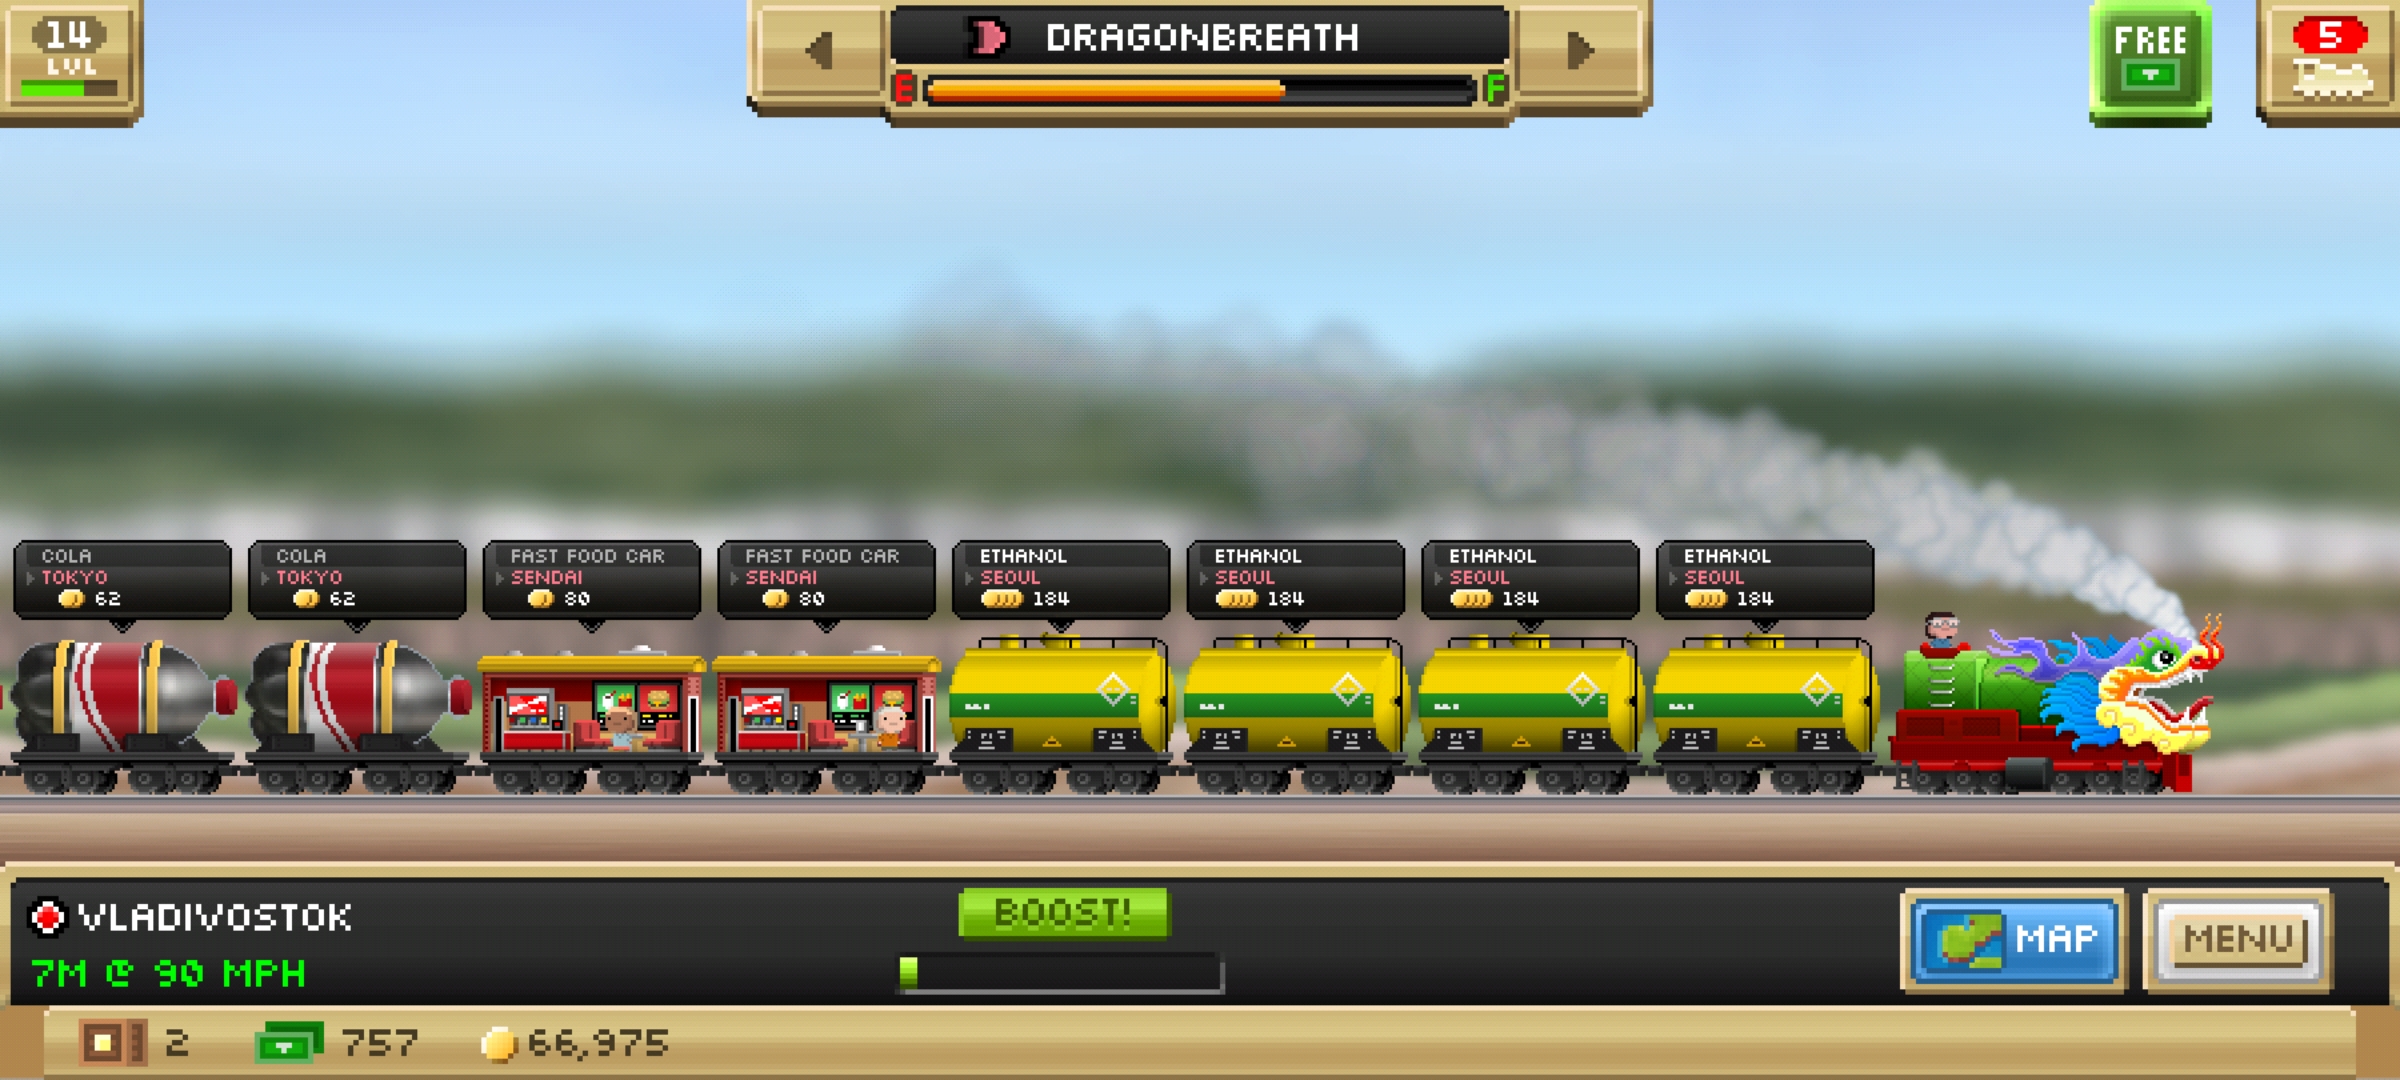 14
LVL
DRAGONBREATH
E
F
FREE
5
COLA
TOKYO
62
COLA
TOKYO
62
FAST FOOD CAR
SENDAI
80
FAST FOOD CAR
SENDAI
80
ETHANOL
SEOUL
184
ETHANOL
SEOUL
184
ETHANOL
SEOUL
184
ETHANOL
SEOUL
184
VLADIVOSTOK
7M @ 90 MPH
BOOST!
MAP
MENU
2
757
66,975